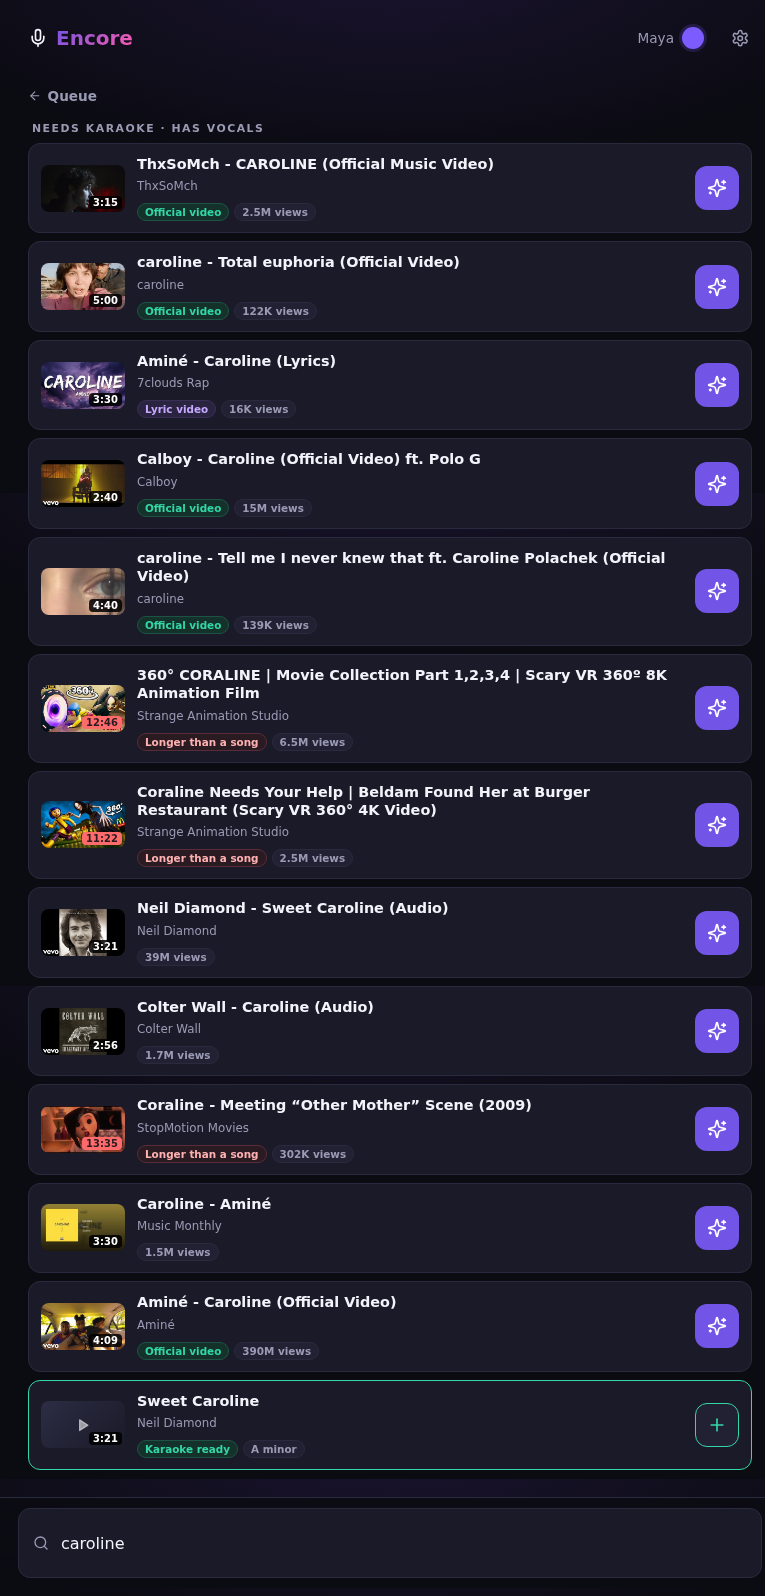 Encore
Maya
Queue
NEEDS KARAOKE · HAS VOCALS
3:15
ThxSoMch - CAROLINE (Official Music Video)
ThxSoMch
Official video
2.5M views
5:00
caroline - Total euphoria (Official Video)
caroline
Official video
122K views
CAROLINE
3:30
Aminé - Caroline (Lyrics)
7clouds Rap
Lyric video
16K views
vevo
2:40
Calboy - Caroline (Official Video) ft. Polo G
Calboy
Official video
15M views
4:40
caroline - Tell me I never knew that ft. Caroline Polachek (Official
Video)
caroline
Official video
139K views
360°
12:46
360° CORALINE | Movie Collection Part 1,2,3,4 | Scary VR 360º 8K
Animation Film
Strange Animation Studio
Longer than a song
6.5M views
360°
11:22
Coraline Needs Your Help | Beldam Found Her at Burger
Restaurant (Scary VR 360° 4K Video)
Strange Animation Studio
Longer than a song
2.5M views
vevo
3:21
Neil Diamond - Sweet Caroline (Audio)
Neil Diamond
39M views
COLTER WALL
vevo
2:56
Colter Wall - Caroline (Audio)
Colter Wall
1.7M views
13:35
Coraline - Meeting “Other Mother” Scene (2009)
StopMotion Movies
Longer than a song
302K views
3:30
Caroline - Aminé
Music Monthly
1.5M views
vevo
4:09
Aminé - Caroline (Official Video)
Aminé
Official video
390M views
3:21
Sweet Caroline
Neil Diamond
Karaoke ready
A minor
caroline